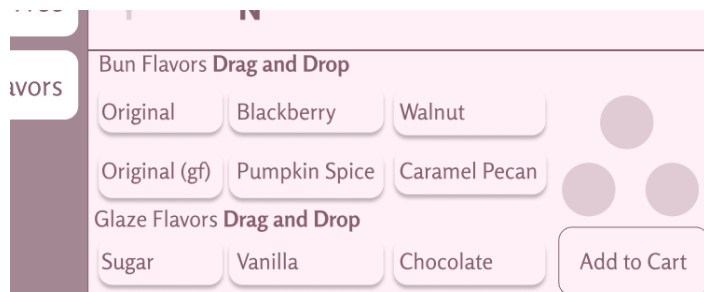 avors
Bun Flavors Drag and Drop
Original Blackberry Walnut
Original (gf) Pumpkin Spice Caramel Pecan
Glaze Flavors Drag and Drop
Sugar Vanilla Chocolate
Add to Cart